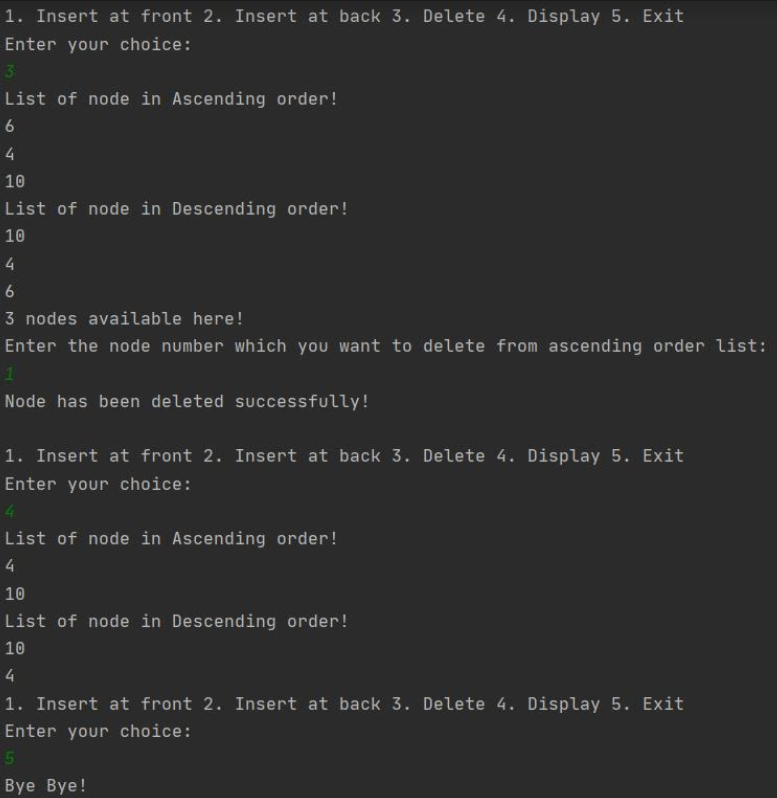 1. Insert at front 2. Insert at back 3. Delete 4. Display 5. Exit
Enter your choice:
3
List of node in Ascending order!
6
4
10
List of node in Descending order!
10
4
6
3 nodes available here!
Enter the node number which you want to delete from ascending order list:
1
Node has been deleted successfully!
1. Insert at front 2. Insert at back 3. Delete 4. Display 5. Exit
Enter your choice:
4
List of node in Ascending order!
4
10
List of node in Descending order!
10
4
1. Insert at front 2. Insert at back 3. Delete 4. Display 5. Exit
Enter your choice:
5
Bye Bye!